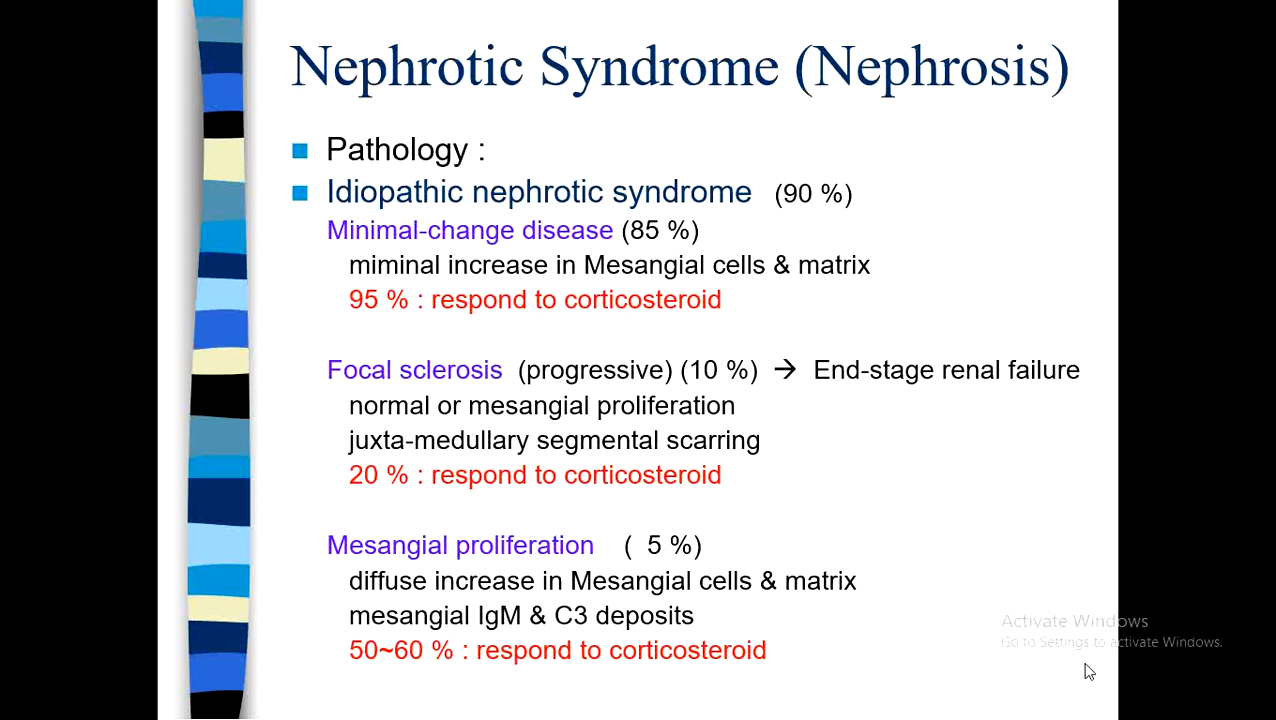 Nephrotic Syndrome (Nephrosis)
Pathology :
Idiopathic nephrotic syndrome (90 %)
Minimal-change disease (85 %)
miminal increase in Mesangial cells & matrix
95 % : respond to corticosteroid
Focal sclerosis (progressive) (10 %) → End-stage renal failure
normal or mesangial proliferation
juxta-medullary segmental scarring
20 % : respond to corticosteroid
Mesangial proliferation ( 5 %)
diffuse increase in Mesangial cells & matrix
mesangial IgM & C3 deposits
50~60 % : respond to corticosteroid
Activate Windows
Go to Settings to activate Windows.